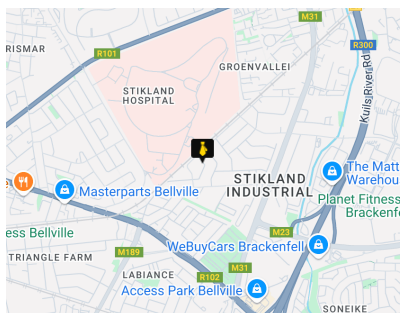 M31
RISMAR
R101
R300
GROENVALLEI
Kuils River Rd
STIKLAND
HOSPITAL
The Matt
Warehou
STIKLAND
INDUSTRIAL
e
Masterparts Bellville
Planet Fitness
Brackenfe
ess Bellville
M23
WeBuyCars Brackenfell
M189
TRIANGLE FARM
LABIANCE
M31
R102
Access Park Bellville
SONEIKE